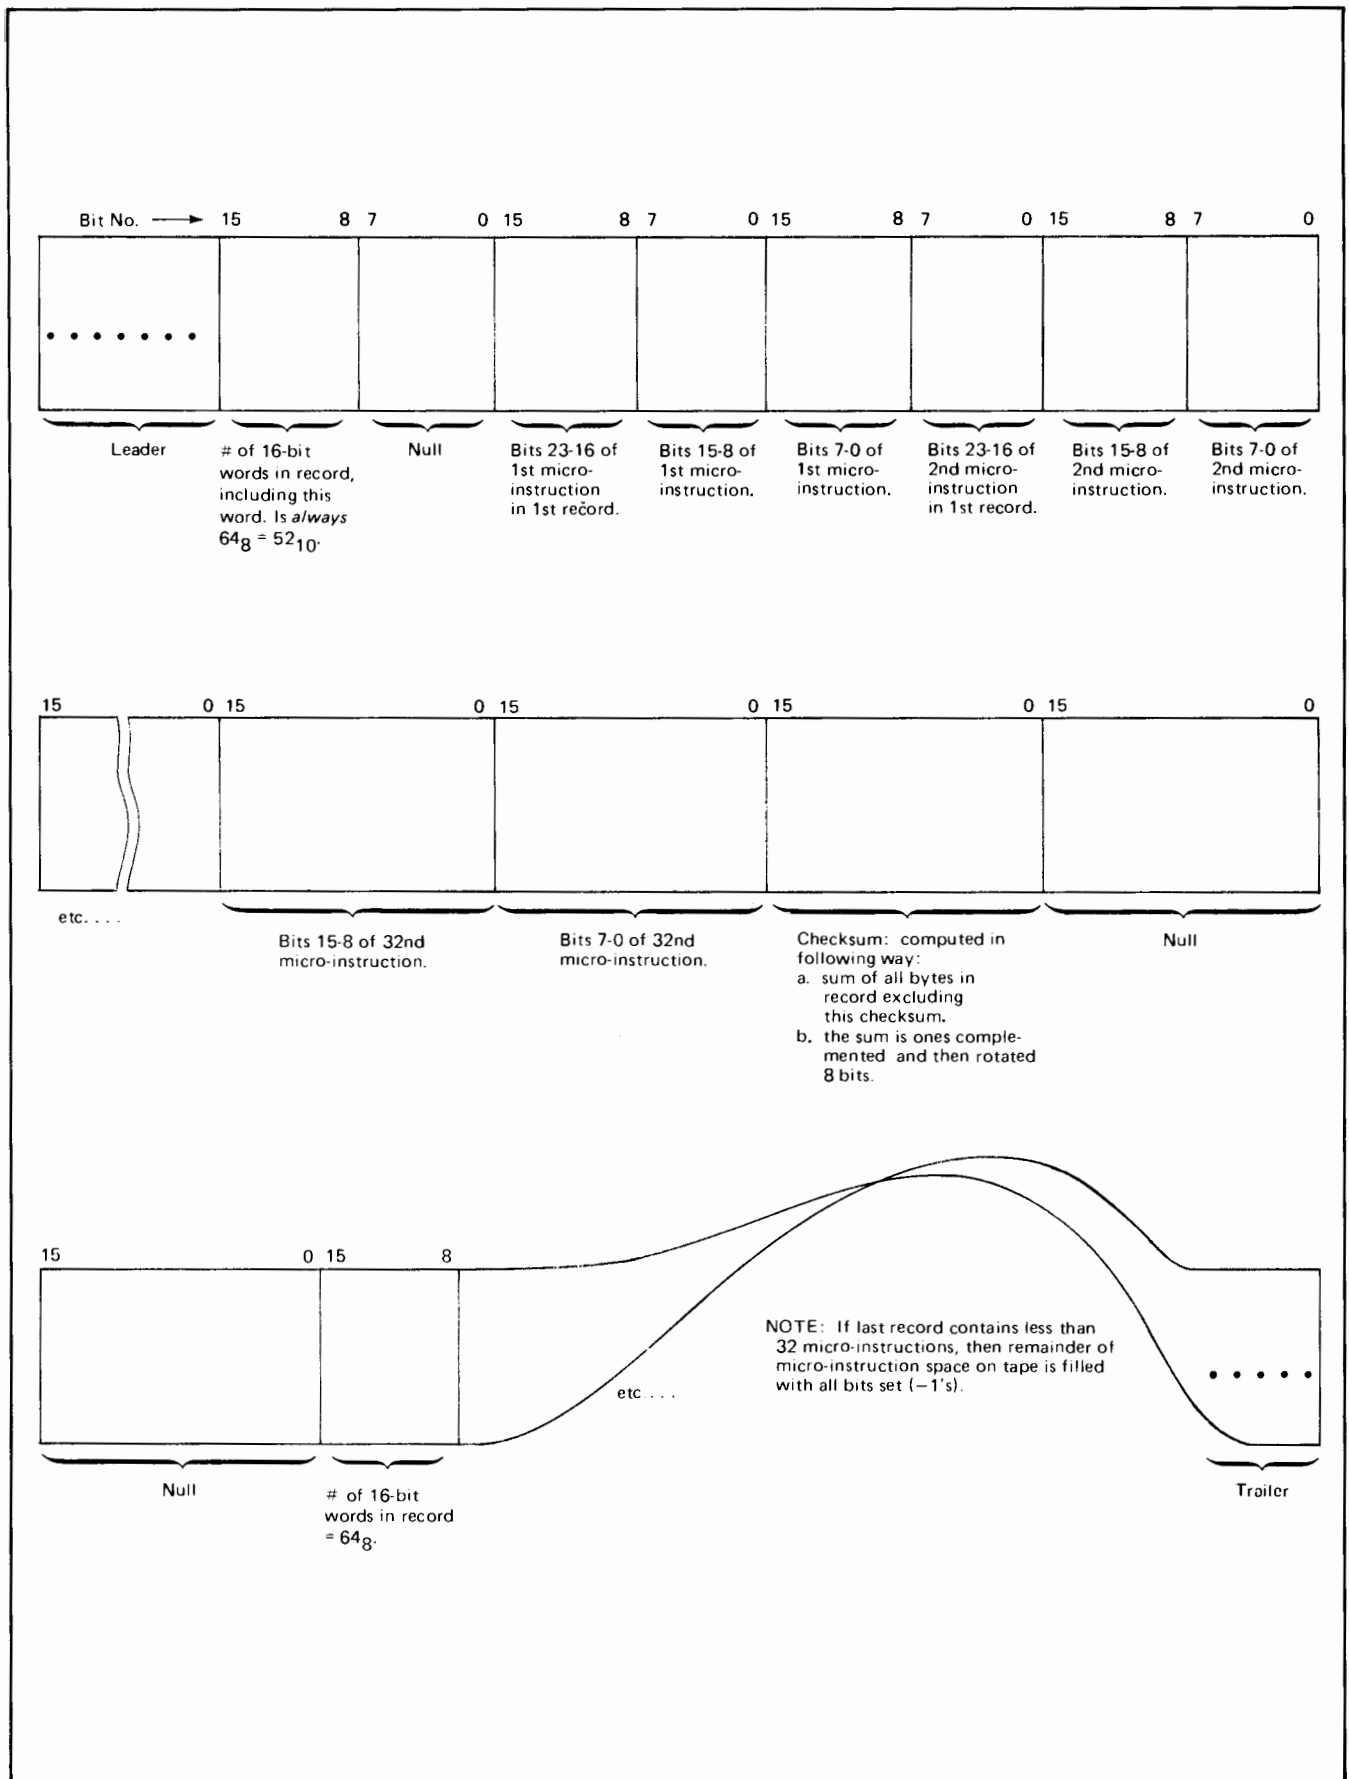 Bit No. 15 8 7 0 15 8 7 0 15 8 7 0 15 8 7 0
Leader
# of 16-bit
words in record,
including this
word. Is always
64₈ = 52₁₀.
Null
Bits 23-16 of
1st micro-
instruction
in 1st record.
Bits 15-8 of
1st micro-
instruction.
Bits 7-0 of
1st micro-
instruction.
Bits 23-16 of
2nd micro-
instruction
in 1st record.
Bits 15-8 of
2nd micro-
instruction.
Bits 7-0 of
2nd micro-
instruction.
15 0 15 0 15 0 15 0 15 0
etc. . . .
Bits 15-8 of 32nd
micro-instruction.
Bits 7-0 of 32nd
micro-instruction.
Checksum: computed in
following way:
a. sum of all bytes in
record excluding
this checksum.
b. the sum is ones comple-
mented and then rotated
8 bits.
Null
15 0 15 8
NOTE: If last record contains less than
32 micro-instructions, then remainder of
micro-instruction space on tape is filled
with all bits set (−1's).
etc. . . .
Null
# of 16-bit
words in record
= 64₈.
Trailer